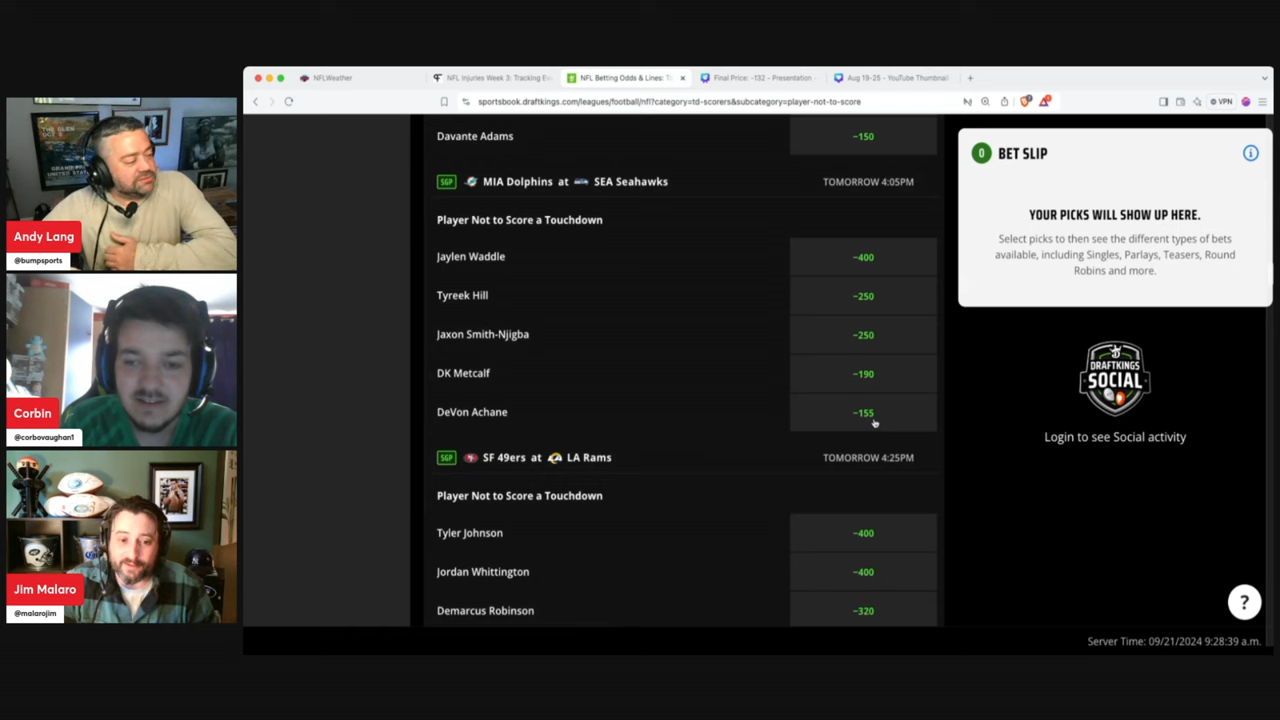 NFLWeather
NFL Injuries Week 3: Tracking Ex
NFL Betting Odds & Lines: T
Final Price: -132 - Presentation
Aug 19-25 - YouTube Thumbnail
sportsbook.draftkings.com/leagues/football/nfl?category=td-scorers&subcategory=player-not-to-score
VPN
Davante Adams −150
SGP MIA Dolphins at SEA Seahawks TOMORROW 4:05PM
Player Not to Score a Touchdown
Jaylen Waddle −400
Tyreek Hill −250
Jaxon Smith-Njigba −250
DK Metcalf −190
DeVon Achane −155
SGP SF 49ers at LA Rams TOMORROW 4:25PM
Player Not to Score a Touchdown
Tyler Johnson −400
Jordan Whittington −400
Demarcus Robinson −320
0 BET SLIP
YOUR PICKS WILL SHOW UP HERE.
Select picks to then see the different types of bets
available, including Singles, Parlays, Teasers, Round
Robins and more.
DRAFTKINGS
SOCIAL
Login to see Social activity
?
Server Time: 09/21/2024 9:28:39 a.m.
Andy Lang
@bumpsports
Corbin
@corbovaughan1
Jim Malaro
@malarojim